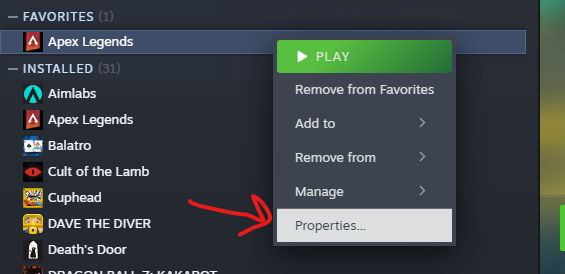 — FAVORITES (1)
Apex Legends
— INSTALLED (31)
Aimlabs
Apex Legends
Balatro
Cult of the Lamb
Cuphead
DAVE THE DIVER
Death's Door
DRAGON BALL Z: KAKAROT
PLAY
Remove from Favorites
Add to
Remove from
Manage
Properties...